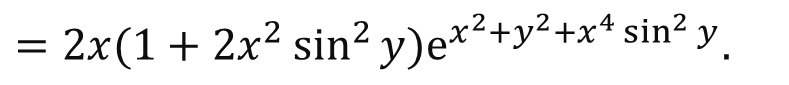 = 2x(1 + 2x² sin² y)e^{x²+y²+x⁴ sin² y}.